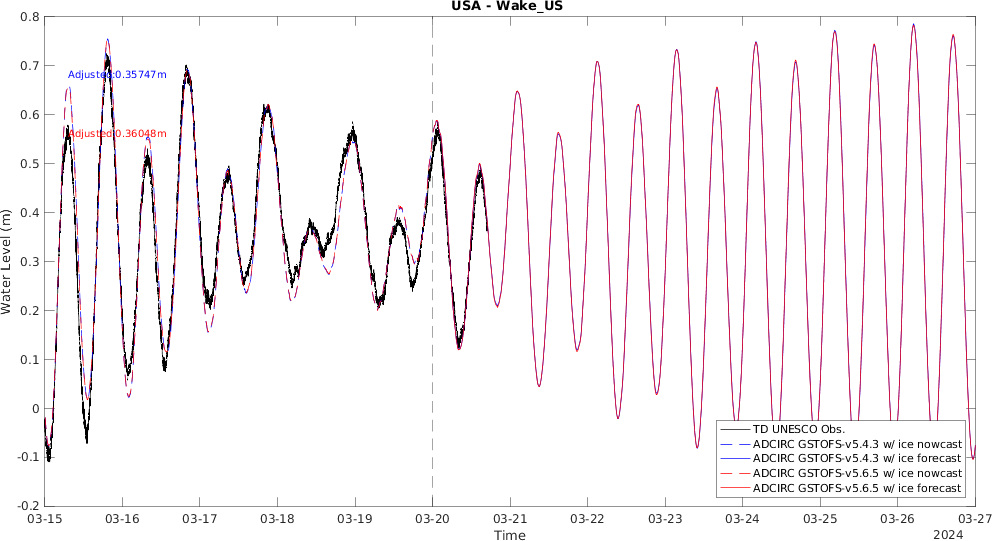 USA - Wake_US
0.8
0.7
0.6
0.5
0.4
0.3
0.2
0.1
0
-0.1
-0.2
Water Level (m)
Adjusted:0.35747m
Adjusted:0.36048m
TD UNESCO Obs.
ADCIRC GSTOFS-v5.4.3 w/ ice nowcast
ADCIRC GSTOFS-v5.4.3 w/ ice forecast
ADCIRC GSTOFS-v5.6.5 w/ ice nowcast
ADCIRC GSTOFS-v5.6.5 w/ ice forecast
03-15 03-16 03-17 03-18 03-19 03-20 03-21 03-22 03-23 03-24 03-25 03-26 03-27
Time
2024